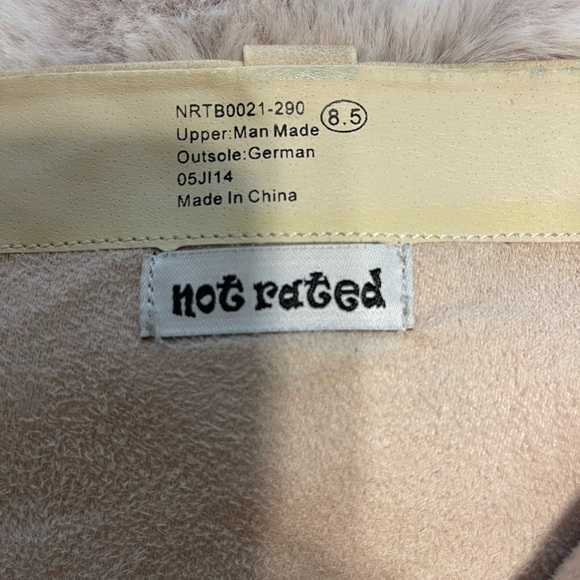 NRTB0021-290 8.5
Upper:Man Made
Outsole:German
05JI14
Made In China
not rated